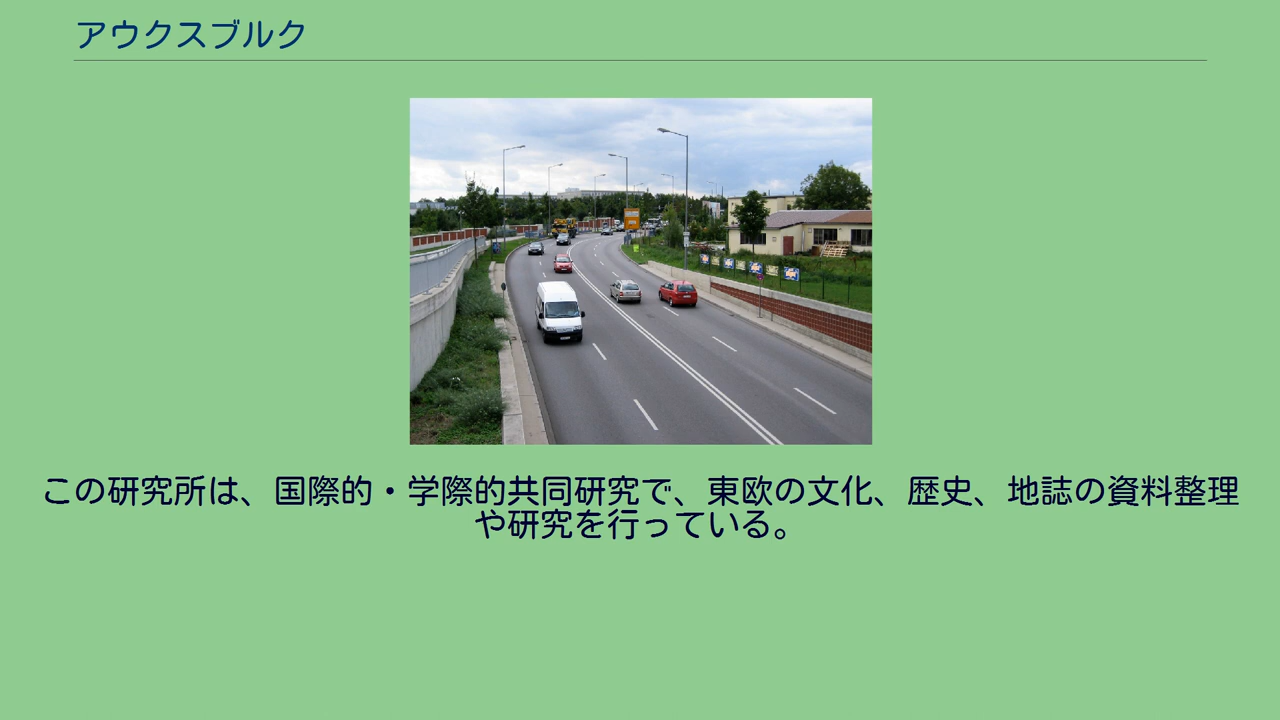 アウクスブルク
この研究所は、国際的・学際的共同研究で、東欧の文化、歴史、地誌の資料整理
や研究を行っている。